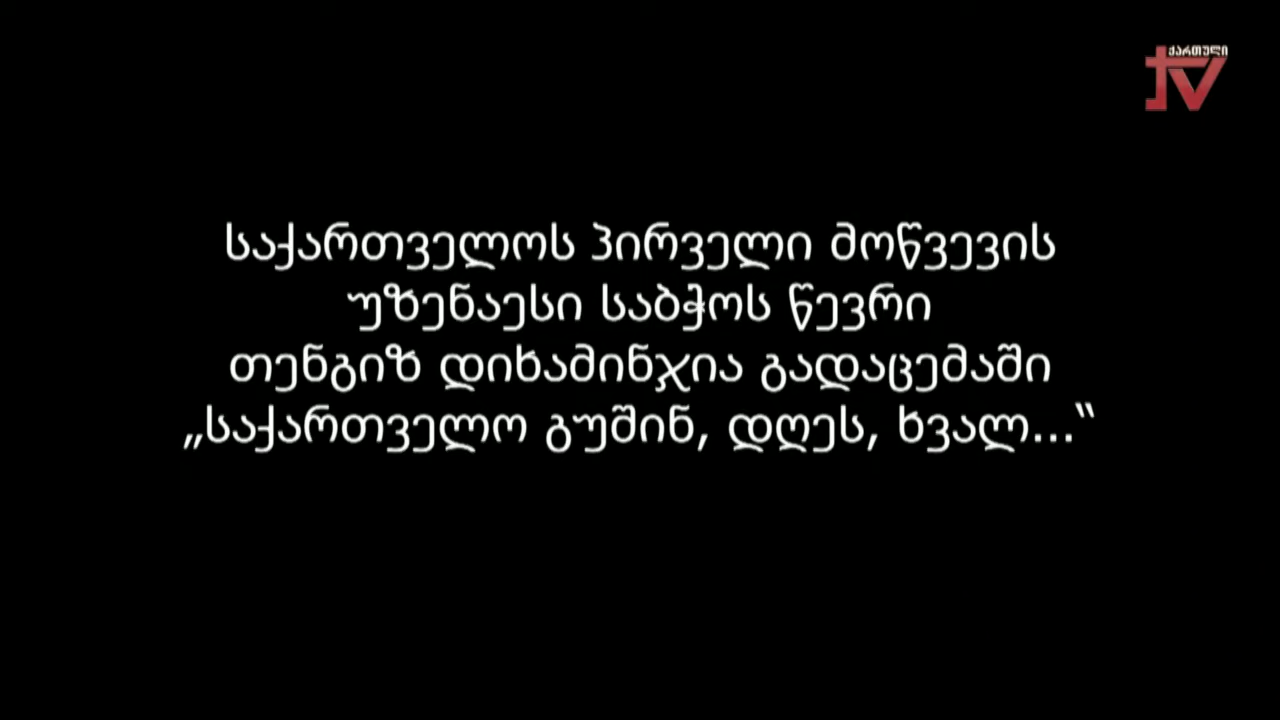 ქართული
TV
საქართველოს პირველი მოწვევის
უზენაესი საბჭოს წევრი
თენგიზ დიხამინჯია გადაცემაში
„საქართველო გუშინ, დღეს, ხვალ...“